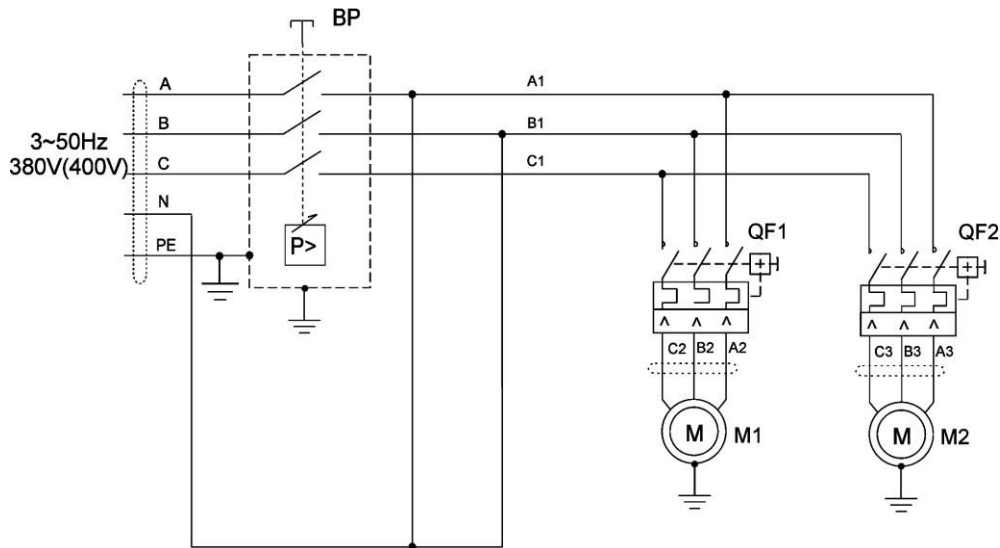 BP
A
A1
B
B1
3~50Hz
380V(400V)
C
C1
N
PE
P>
QF1
QF2
+
+
> > >
> > >
C2 B2 A2
C3 B3 A3
M
M1
M
M2